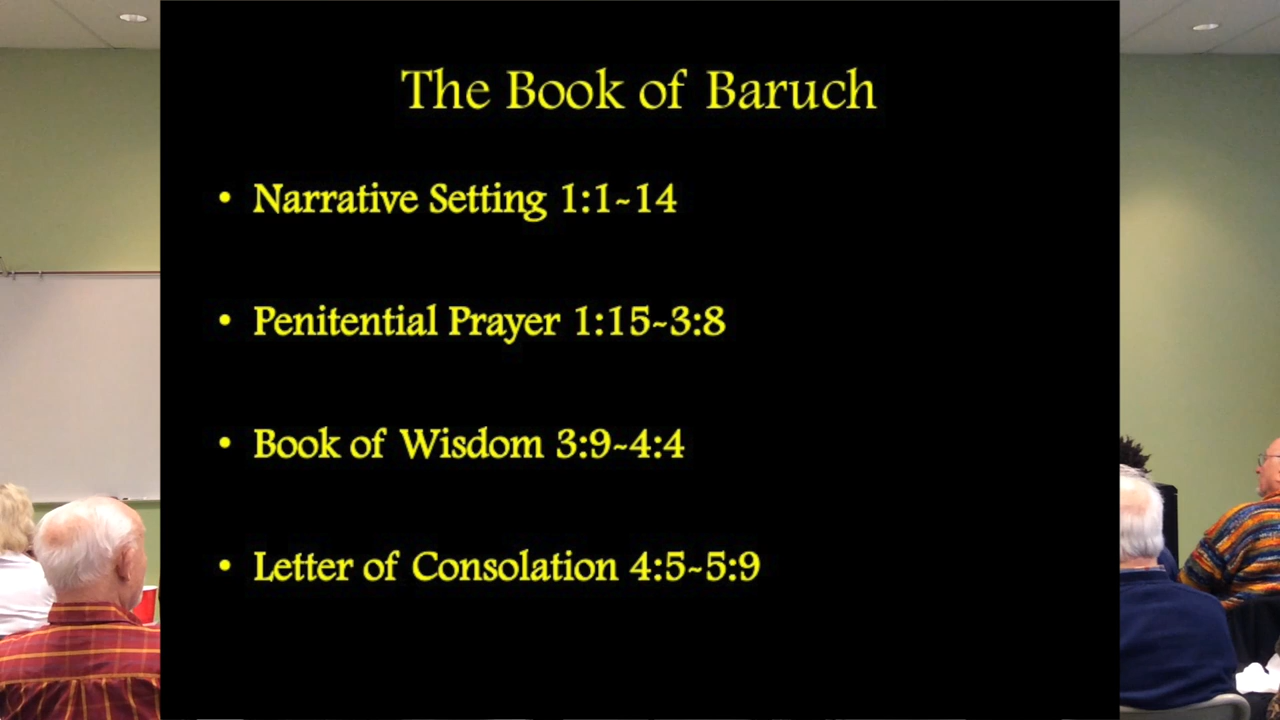 The Book of Baruch
• Narrative Setting 1:1~14
• Penitential Prayer 1:15~3:8
• Book of Wisdom 3:9~4:4
• Letter of Consolation 4:5~5:9